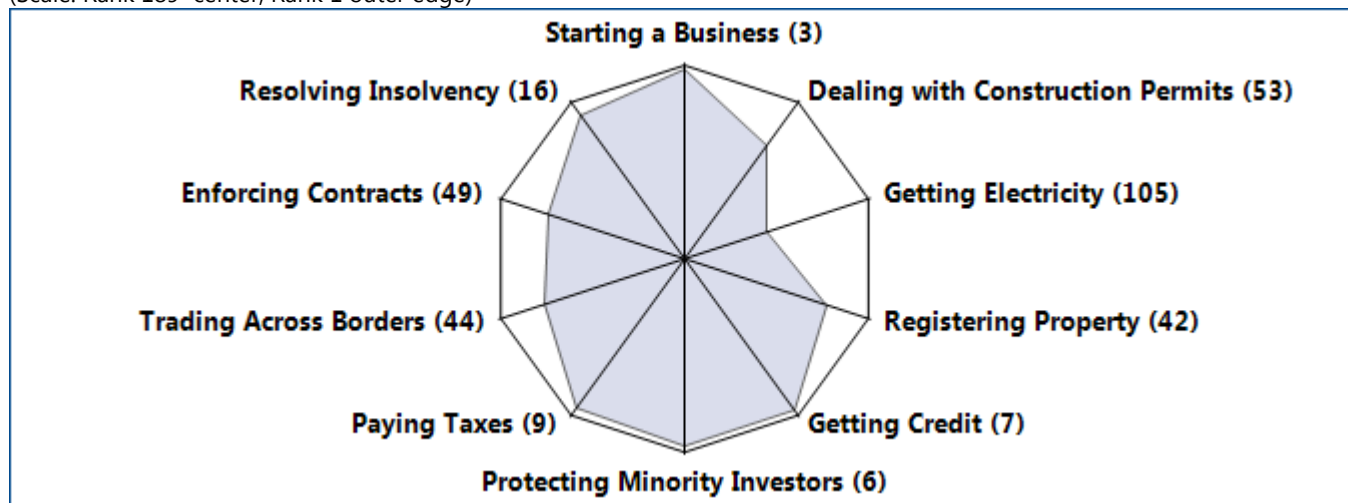 Starting a Business (3)
Resolving Insolvency (16)
Dealing with Construction Permits (53)
Enforcing Contracts (49)
Getting Electricity (105)
Trading Across Borders (44)
Registering Property (42)
Paying Taxes (9)
Getting Credit (7)
Protecting Minority Investors (6)